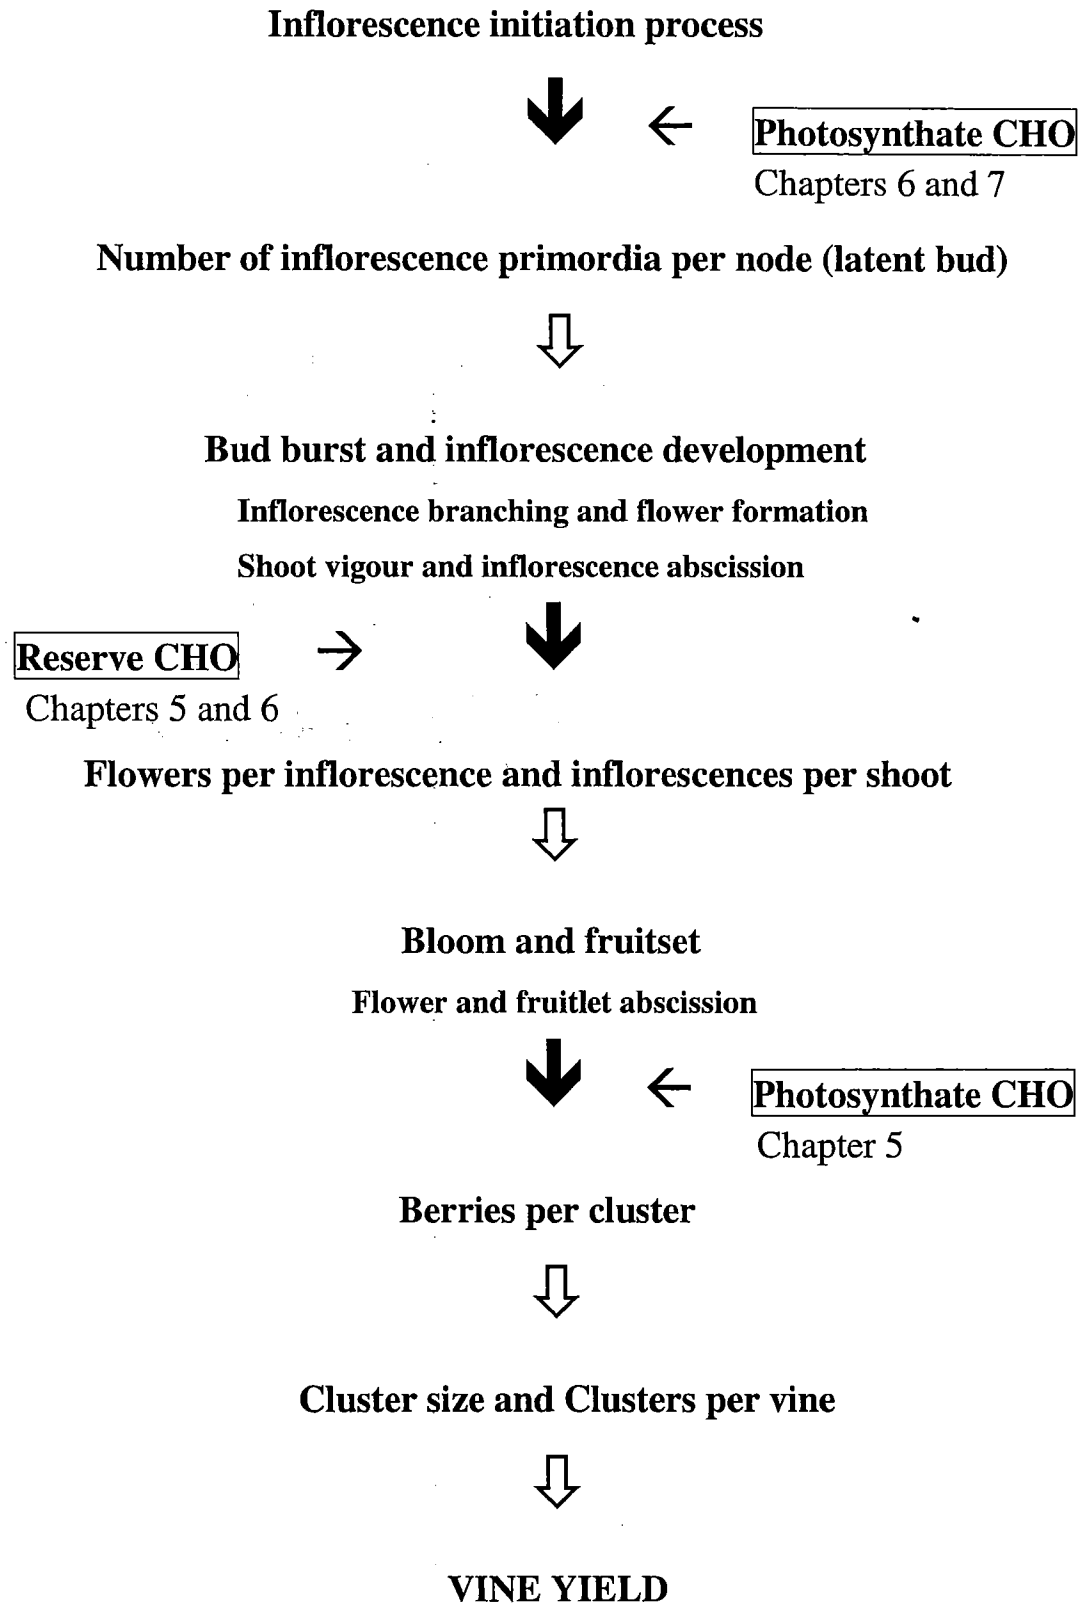 Inflorescence initiation process
Photosynthate CHO
Chapters 6 and 7
Number of inflorescence primordia per node (latent bud)
Bud burst and inflorescence development
Inflorescence branching and flower formation
Shoot vigour and inflorescence abscission
Reserve CHO
Chapters 5 and 6
Flowers per inflorescence and inflorescences per shoot
Bloom and fruitset
Flower and fruitlet abscission
Photosynthate CHO
Chapter 5
Berries per cluster
Cluster size and Clusters per vine
VINE YIELD